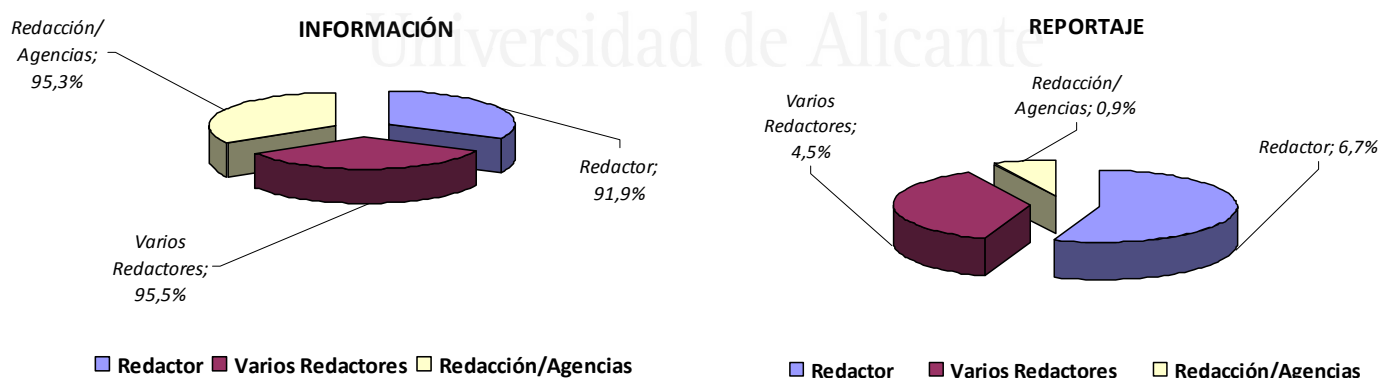 Universidad de Alicante
INFORMACIÓN
Redacción/
Agencias;
95,3%
Redactor;
91,9%
Varios
Redactores;
95,5%
Redactor Varios Redactores Redacción/Agencias
REPORTAJE
Redacción/
Agencias; 0,9%
Varios
Redactores;
4,5%
Redactor; 6,7%
Redactor Varios Redactores Redacción/Agencias